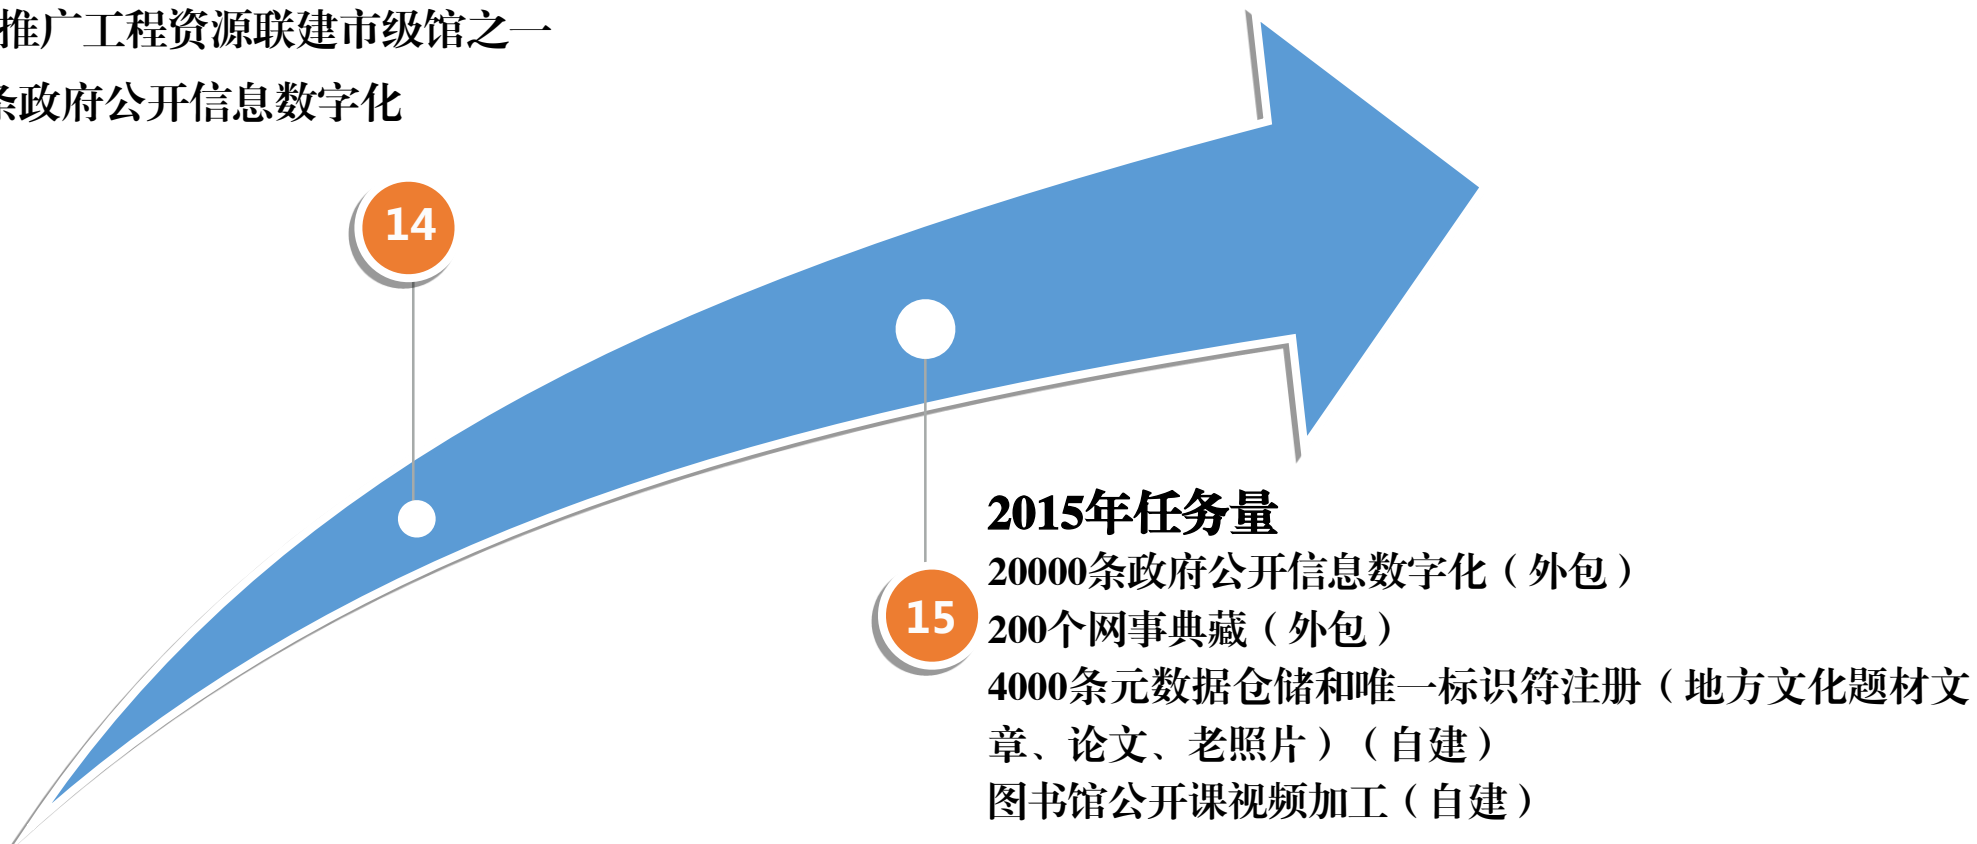 推广工程资源联建市级馆之一
条政府公开信息数字化
14
15
2015年任务量
20000条政府公开信息数字化（外包）
200个网事典藏（外包）
4000条元数据仓储和唯一标识符注册（地方文化题材文
章、论文、老照片）（自建）
图书馆公开课视频加工（自建）